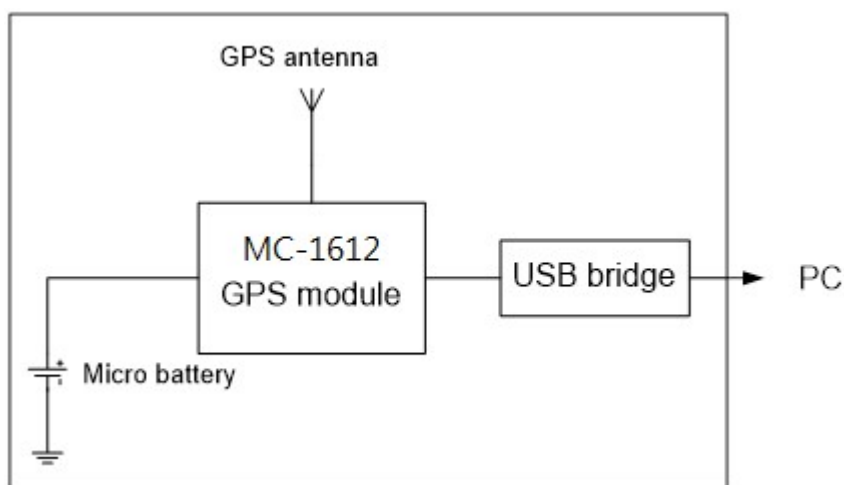 GPS antenna
MC-1612
GPS module
USB bridge
PC
Micro battery